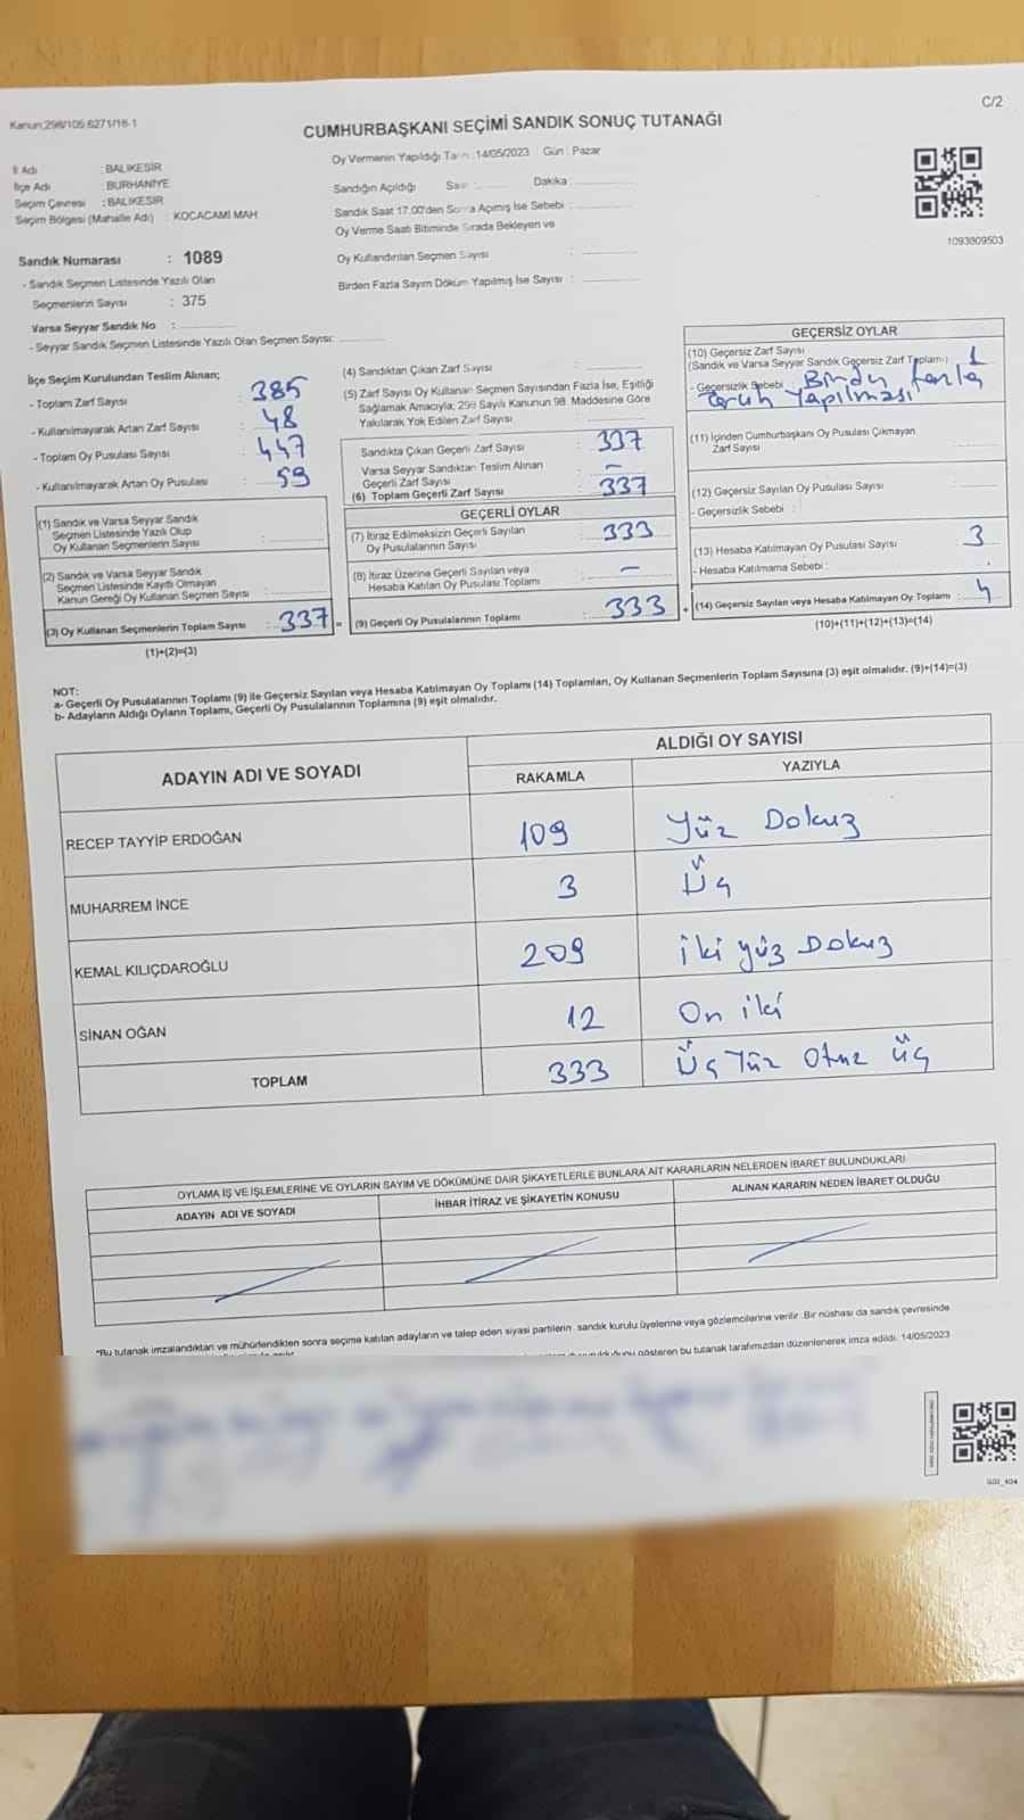 Kanun:298/105.6271/16-1
C/2
CUMHURBAŞKANI SEÇİMİ SANDIK SONUÇ TUTANAĞI
İl Adı : BALIKESİR
İlçe Adı : BURHANİYE
Seçim Çevresi : BALIKESİR
Seçim Bölgesi (Mahalle Adı) : KOCACAMİ MAH
Oy Vermenin Yapıldığı Tarih :14/05/2023 Gün : Pazar
Sandığın Açıldığı Saat Dakika :
Sandık Saat 17.00'den Sonra Açımış İse Sebebi :
Oy Verme Saati Bitiminde Sırada Bekleyen ve
Oy Kullandırılan Seçmen Sayısı :
Birden Fazla Sayım Döküm Yapılmış İse Sayısı :
1093809503
Sandık Numarası : 1089
- Sandık Seçmen Listesinde Yazılı Olan
Seçmenlerin Sayısı : 375
Varsa Seyyar Sandık No :
- Seyyar Sandık Seçmen Listesinde Yazılı Olan Seçmen Sayısı:
İlçe Seçim Kurulundan Teslim Alınan;
- Toplam Zarf Sayısı : 385
- Kullanılmayarak Artan Zarf Sayısı : 48
- Toplam Oy Pusulası Sayısı : 447
- Kullanılmayarak Artan Oy Pusulası : 59
(1) Sandık ve Varsa Seyyar Sandık
Seçmen Listesinde Yazılı Olup
Oy Kullanan Seçmenlerin Sayısı :
(2) Sandık ve Varsa Seyyar Sandık
Seçmen Listesinde Kayıtlı Olmayan
Kanun Gereği Oy Kullanan Seçmen Sayısı :
(3) Oy Kullanan Seçmenlerin Toplam Sayısı : 337 =
(1)+(2)=(3)
(4) Sandıktan Çıkan Zarf Sayısı :
(5) Zarf Sayısı Oy Kullanan Seçmen Sayısından Fazla İse, Eşitliği
Sağlamak Amacıyla; 298 Sayılı Kanunun 98. Maddesine Göre
Yakılarak Yok Edilen Zarf Sayısı :
Sandıkta Çıkan Geçerli Zarf Sayısı : 337
Varsa Seyyar Sandıktan Teslim Alınan
Geçerli Zarf Sayısı : –
(6) Toplam Geçerli Zarf Sayısı : 337
GEÇERLİ OYLAR
(7) İtiraz Edilmeksizin Geçerli Sayılan
Oy Pusulalarının Sayısı : 333
(8) İtiraz Üzerine Geçerli Sayılan veya
Hesaba Katılan Oy Pusulası Toplamı : –
(9) Geçerli Oy Pusulalarının Toplamı : 333 +
GEÇERSİZ OYLAR
(10) Geçersiz Zarf Sayısı
(Sandık ve Varsa Seyyar Sandık Geçersiz Zarf Toplamı) : 1
- Geçersizlik Sebebi : Birden fazla
tercih yapılması
(11) İçinden Cumhurbaşkanı Oy Pusulası Çıkmayan
Zarf Sayısı
(12) Geçersiz Sayılan Oy Pusulası Sayısı :
- Geçersizlik Sebebi :
(13) Hesaba Katılmayan Oy Pusulası Sayısı : 3
- Hesaba Katılmama Sebebi :
(14) Geçersiz Sayılan veya Hesaba Katılmayan Oy Toplamı : 4
(10)+(11)+(12)+(13)=(14)
NOT:
a- Geçerli Oy Pusulalarının Toplamı (9) ile Geçersiz Sayılan veya Hesaba Katılmayan Oy Toplamı (14) Toplamları, Oy Kullanan Seçmenlerin Toplam Sayısına (3) eşit olmalıdır. (9)+(14)=(3)
b- Adayların Aldığı Oyların Toplamı, Geçerli Oy Pusulalarının Toplamına (9) eşit olmalıdır.
ADAYIN ADI VE SOYADI
ALDIĞI OY SAYISI
RAKAMLA YAZIYLA
RECEP TAYYİP ERDOĞAN 109 Yüz Dokuz
MUHARREM İNCE 3 Üç
KEMAL KILIÇDAROĞLU 209 iki yüz Dokuz
SİNAN OĞAN 12 On iki
TOPLAM 333 Üç Yüz Otuz üç
OYLAMA İŞ VE İŞLEMLERİNE VE OYLARIN SAYIM VE DÖKÜMÜNE DAİR ŞİKAYETLERLE BUNLARA AİT KARARLARIN NELERDEN İBARET BULUNDUKLARI
ADAYIN ADI VE SOYADI İHBAR İTİRAZ VE ŞİKAYETİN KONUSU ALINAN KARARIN NEDEN İBARET OLDUĞU
*Bu tutanak imzalandıktan ve mühürlendikten sonra seçime katılan adayların ve talep eden siyasi partilerin sandık kurulu üyelerine veya gözlemcilerine verilir. Bir nüshası da sandık çevresinde
gösteren bu tutanak tarafımızdan düzenlenerek imza edildi. 14/05/2023